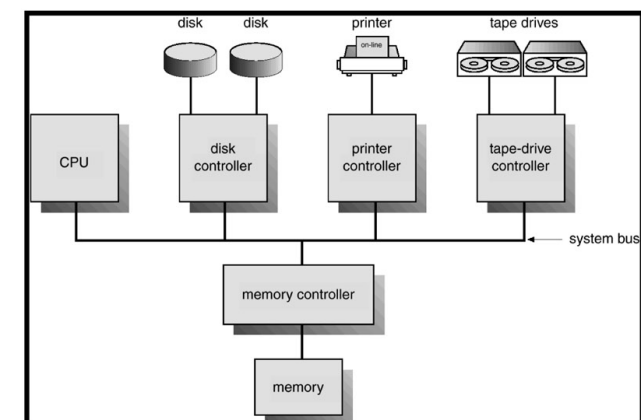 disk disk printer tape drives
on-line
CPU
disk
controller
printer
controller
tape-drive
controller
system bus
memory controller
memory